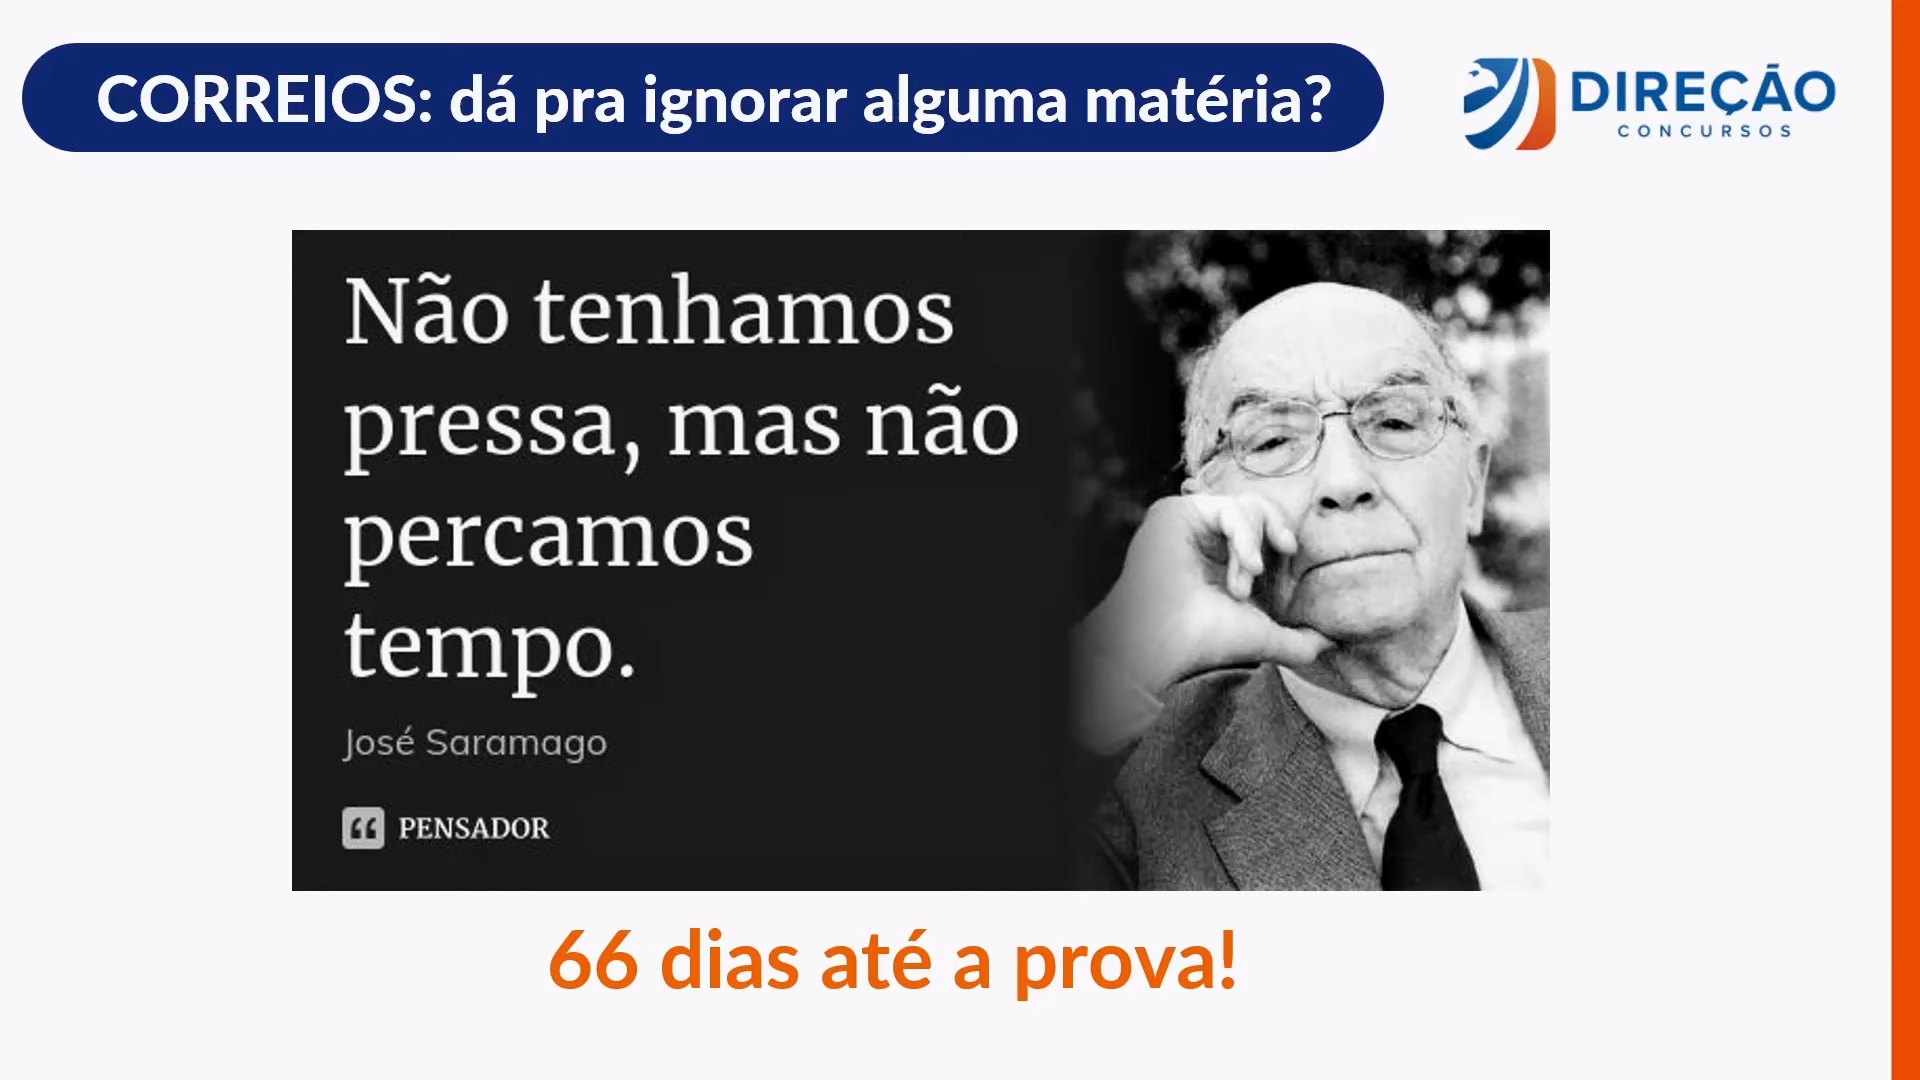 CORREIOS: dá pra ignorar alguma matéria?
DIREÇÃO
CONCURSOS
Não tenhamos
pressa, mas não
percamos
tempo.
José Saramago
PENSADOR
66 dias até a prova!